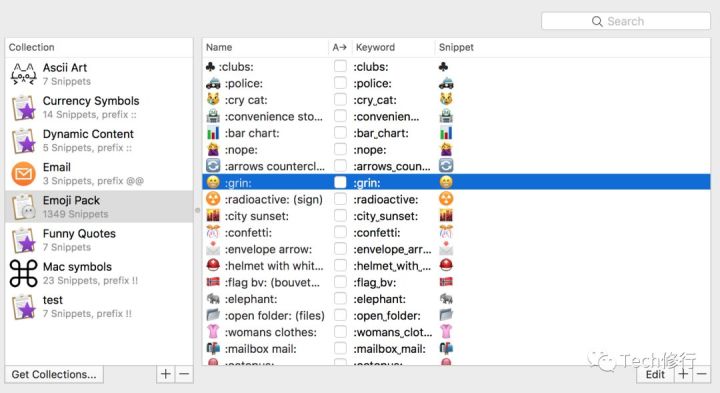 Search
Collection
Name A→ Keyword Snippet
Ascii Art
7 Snippets
Currency Symbols
14 Snippets, prefix ::
Dynamic Content
5 Snippets, prefix ::
Email
3 Snippets, prefix @@
Emoji Pack
1349 Snippets
Funny Quotes
7 Snippets
Mac symbols
23 Snippets, prefix !!
test
7 Snippets, prefix !!
:clubs: :clubs:
:police: :police:
:cry cat: :cry_cat:
:convenience sto... :convenien...
:bar chart: :bar_chart:
:nope: :nope:
:arrows countercl... :arrows_coun...
:grin: :grin:
:radioactive: (sign) :radioactive:
:city sunset: :city_sunset:
:confetti: :confetti:
:envelope arrow: :envelope_arr...
:helmet with whit... :helmet_with_...
:flag bv: (bouvet... :flag_bv:
:elephant: :elephant:
:open folder: (files) :open_folder:
:womans clothes: :womans_clot...
:mailbox mail: :mailbox_mail:
:octopus: :octopus:
Get Collections... + −
Edit + −
Tech修行